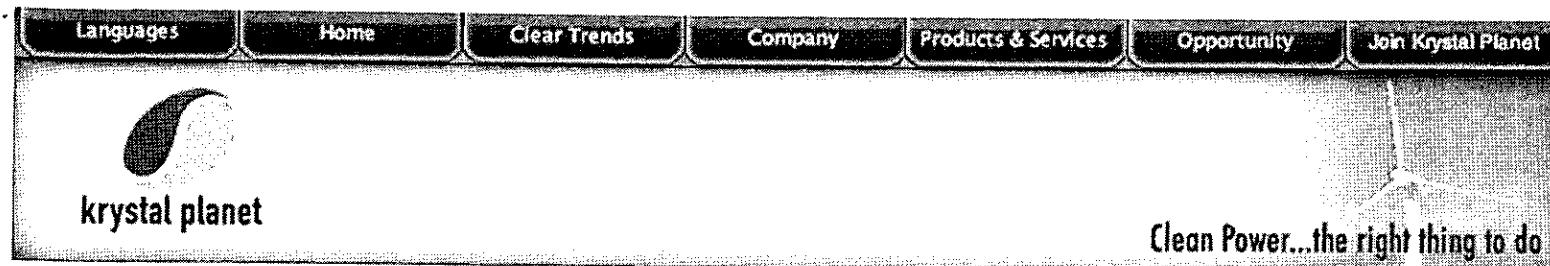 Languages Home Clear Trends Company Products & Services Opportunity Join Krystal Planet
krystal planet
Clean Power...the right thing to do